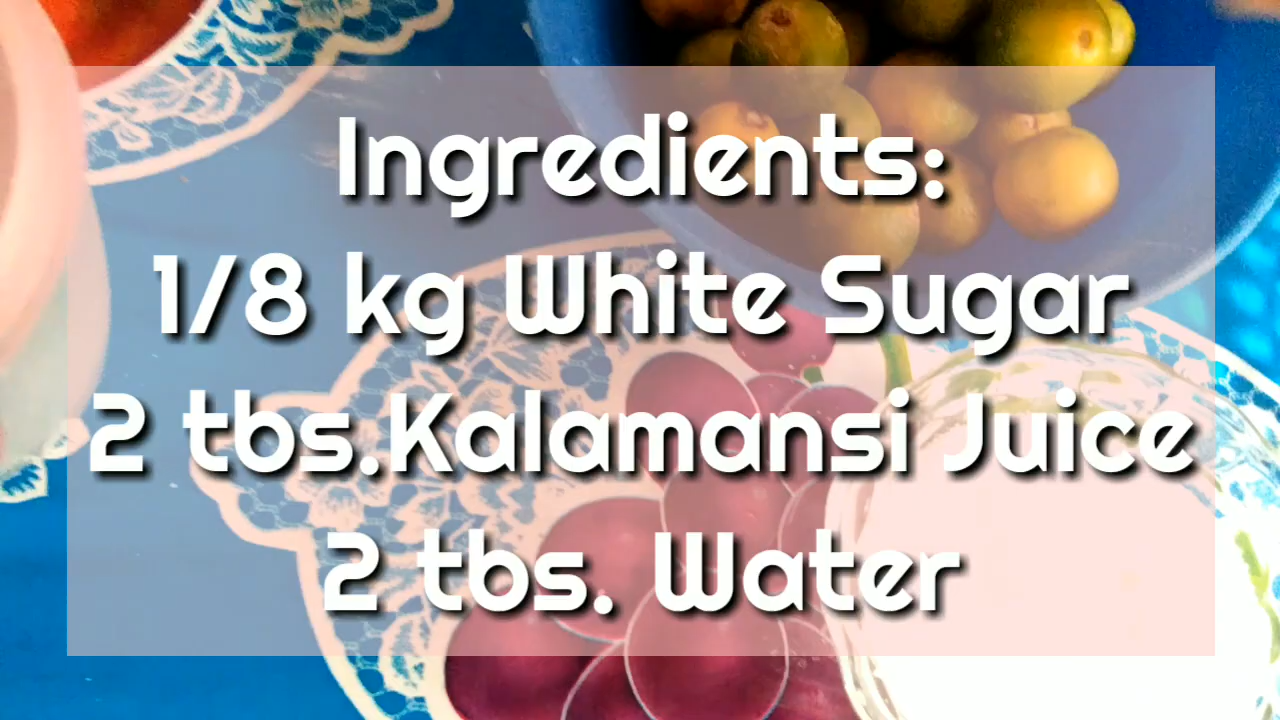 Ingredients:
1/8 kg White Sugar
2 tbs.Kalamansi Juice
2 tbs. Water